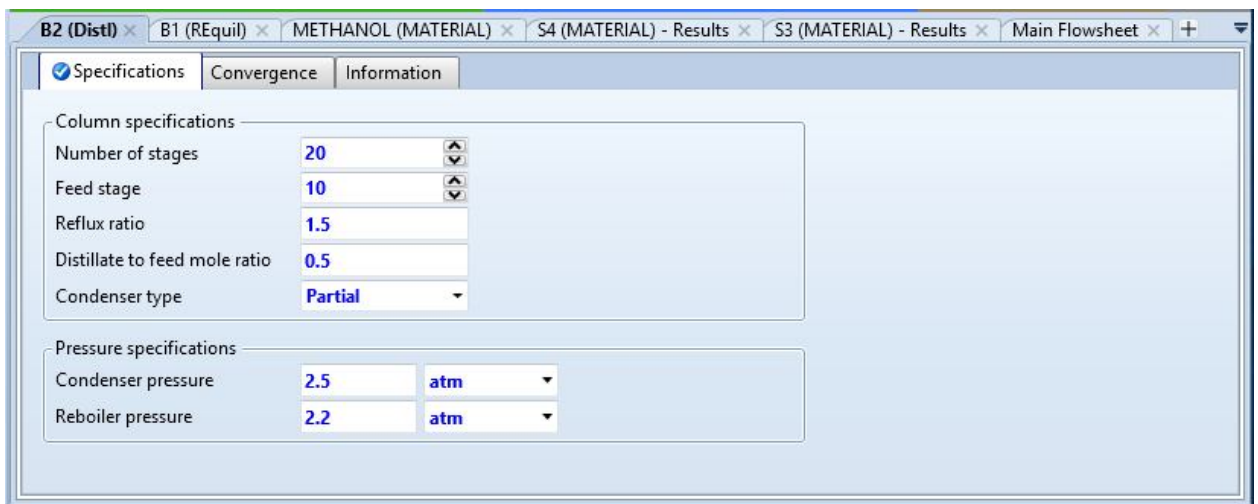 B2 (Distl) × B1 (REquil) × METHANOL (MATERIAL) × S4 (MATERIAL) - Results × S3 (MATERIAL) - Results × Main Flowsheet × +
Specifications Convergence Information
Column specifications
Number of stages 20
Feed stage 10
Reflux ratio 1.5
Distillate to feed mole ratio 0.5
Condenser type Partial
Pressure specifications
Condenser pressure 2.5 atm
Reboiler pressure 2.2 atm